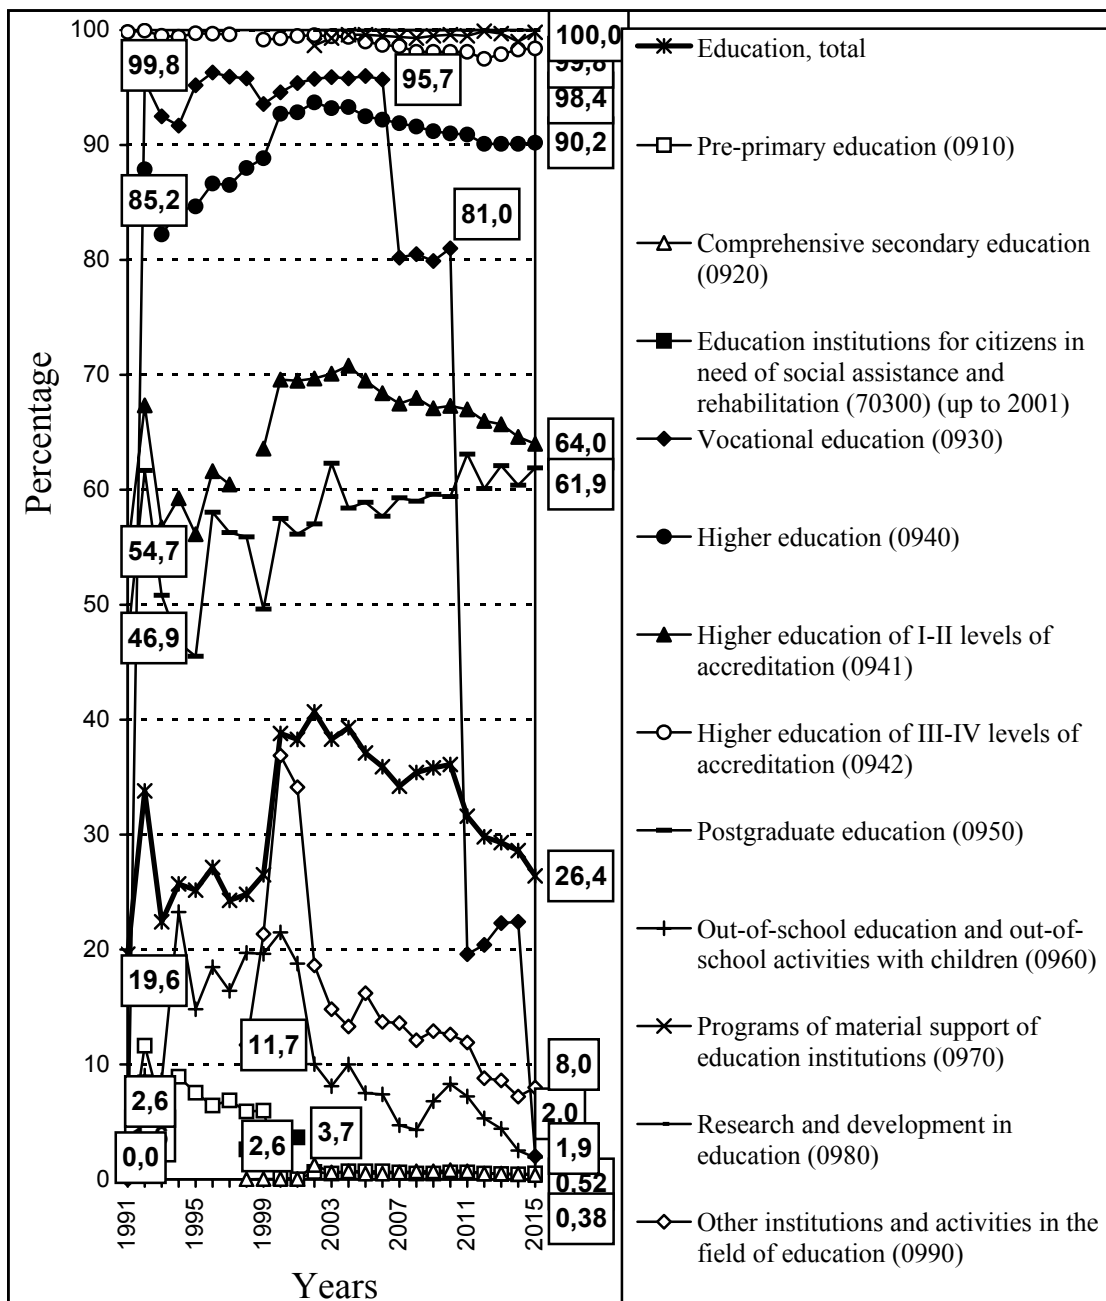 100
90
80
70
60
50
40
30
20
10
0
Percentage
1991
1995
1999
2003
2007
2011
2015
Years
99,8
85,2
54,7
46,9
19,6
2,6
0,0
11,7
2,6
3,7
95,7
81,0
100,0
99,8
98,4
90,2
64,0
61,9
26,4
8,0
2,0
1,9
0,52
0,38
Education, total
Pre-primary education (0910)
Comprehensive secondary education
(0920)
Education institutions for citizens in
need of social assistance and
rehabilitation (70300) (up to 2001)
Vocational education (0930)
Higher education (0940)
Higher education of I-II levels of
accreditation (0941)
Higher education of III-IV levels of
accreditation (0942)
Postgraduate education (0950)
Out-of-school education and out-of-
school activities with children (0960)
Programs of material support of
education institutions (0970)
Research and development in
education (0980)
Other institutions and activities in the
field of education (0990)